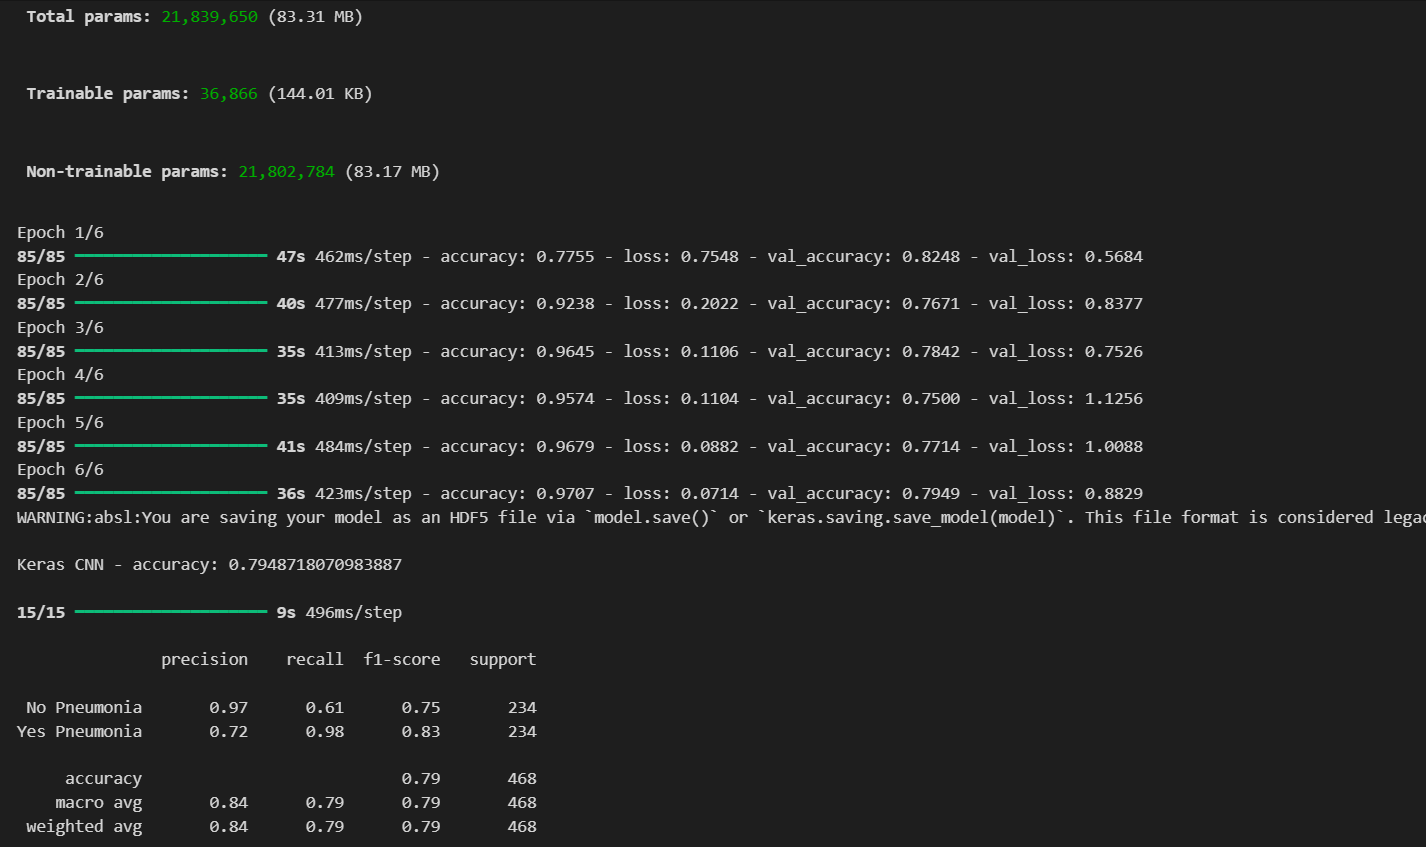 Total params: 21,839,650 (83.31 MB)
Trainable params: 36,866 (144.01 KB)
Non-trainable params: 21,802,784 (83.17 MB)
Epoch 1/6
85/85 ━━━━━━━━━━━━━━━━━━━━ 47s 462ms/step - accuracy: 0.7755 - loss: 0.7548 - val_accuracy: 0.8248 - val_loss: 0.5684
Epoch 2/6
85/85 ━━━━━━━━━━━━━━━━━━━━ 40s 477ms/step - accuracy: 0.9238 - loss: 0.2022 - val_accuracy: 0.7671 - val_loss: 0.8377
Epoch 3/6
85/85 ━━━━━━━━━━━━━━━━━━━━ 35s 413ms/step - accuracy: 0.9645 - loss: 0.1106 - val_accuracy: 0.7842 - val_loss: 0.7526
Epoch 4/6
85/85 ━━━━━━━━━━━━━━━━━━━━ 35s 409ms/step - accuracy: 0.9574 - loss: 0.1104 - val_accuracy: 0.7500 - val_loss: 1.1256
Epoch 5/6
85/85 ━━━━━━━━━━━━━━━━━━━━ 41s 484ms/step - accuracy: 0.9679 - loss: 0.0882 - val_accuracy: 0.7714 - val_loss: 1.0088
Epoch 6/6
85/85 ━━━━━━━━━━━━━━━━━━━━ 36s 423ms/step - accuracy: 0.9707 - loss: 0.0714 - val_accuracy: 0.7949 - val_loss: 0.8829
WARNING:absl:You are saving your model as an HDF5 file via `model.save()` or `keras.saving.save_model(model)`. This file format is considered legac
Keras CNN - accuracy: 0.7948718070983887
15/15 ━━━━━━━━━━━━━━━━━━━━ 9s 496ms/step
precision recall f1-score support
No Pneumonia 0.97 0.61 0.75 234
Yes Pneumonia 0.72 0.98 0.83 234
accuracy 0.79 468
macro avg 0.84 0.79 0.79 468
weighted avg 0.84 0.79 0.79 468